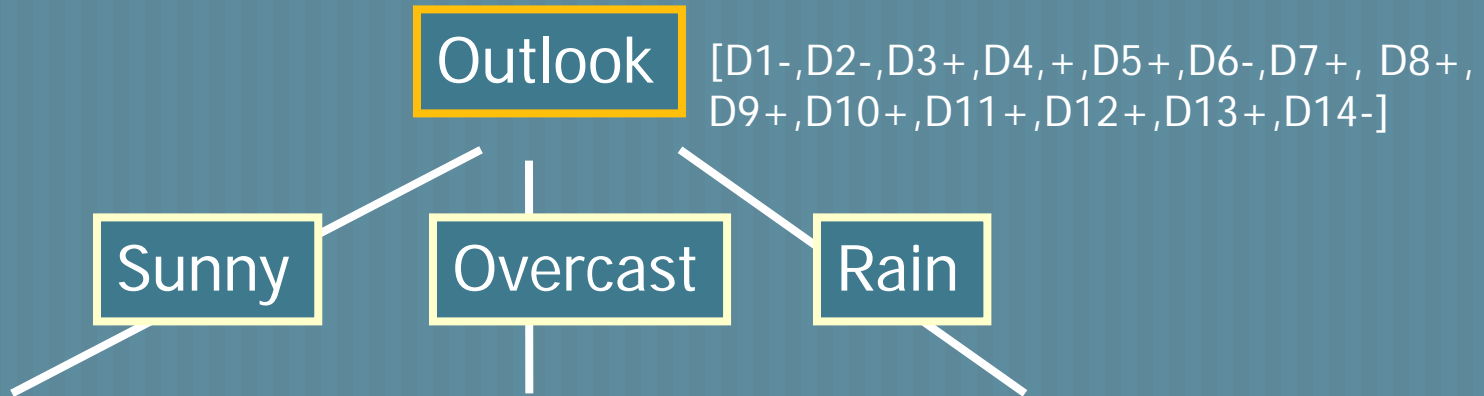 Outlook
[D1-,D2-,D3+,D4,+,D5+,D6-,D7+, D8+,
D9+,D10+,D11+,D12+,D13+,D14-]
Sunny
Overcast
Rain